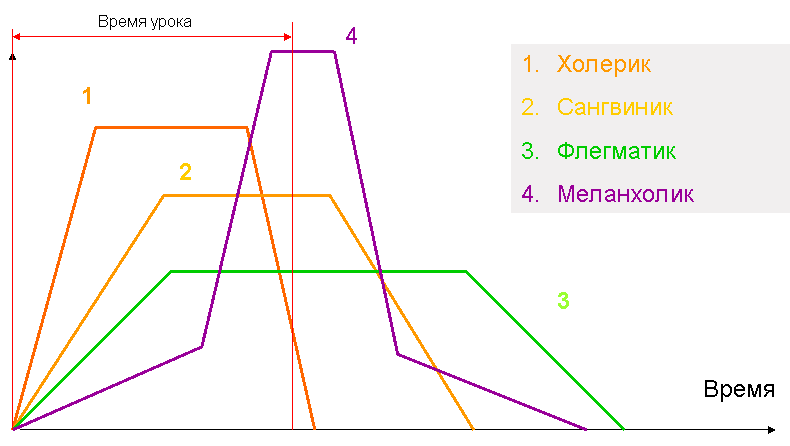 Время урока
4
1
2
3
1. Холерик
2. Сангвиник
3. Флегматик
4. Меланхолик
Время